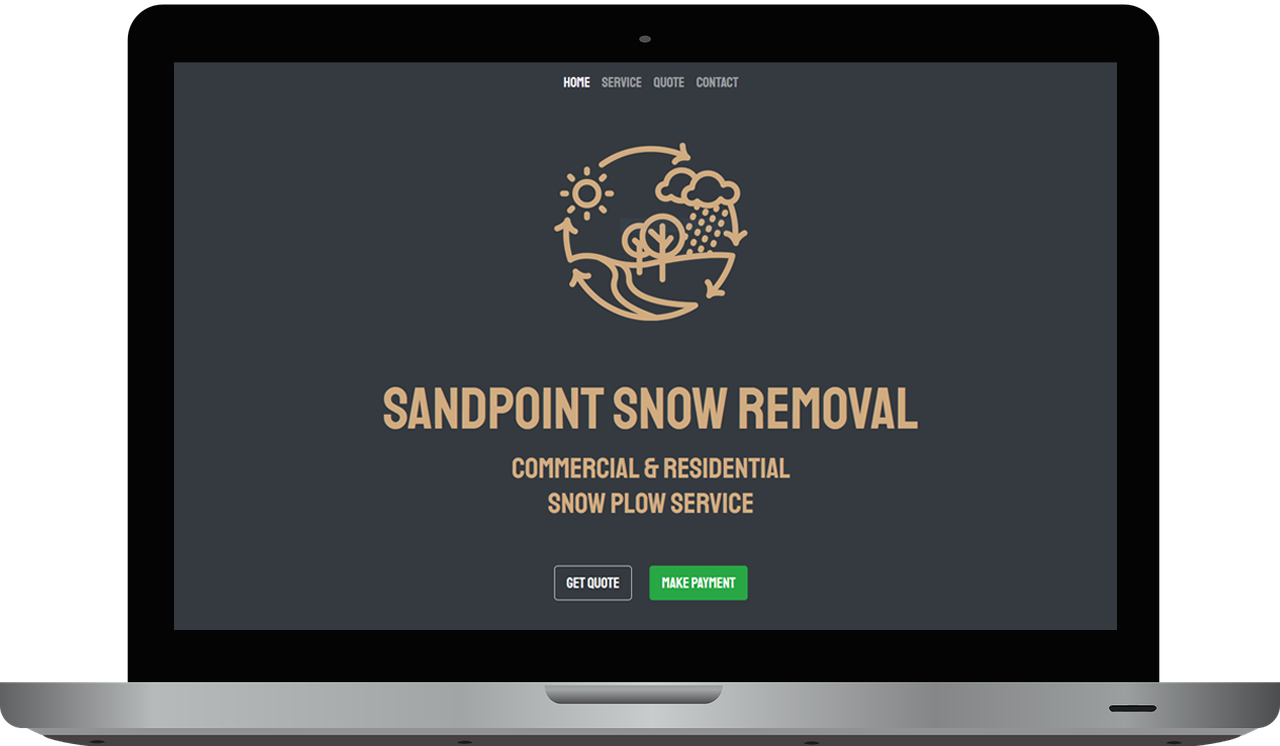 HOME SERVICE QUOTE CONTACT
SANDPOINT SNOW REMOVAL
COMMERCIAL & RESIDENTIAL
SNOW PLOW SERVICE
GET QUOTE MAKE PAYMENT